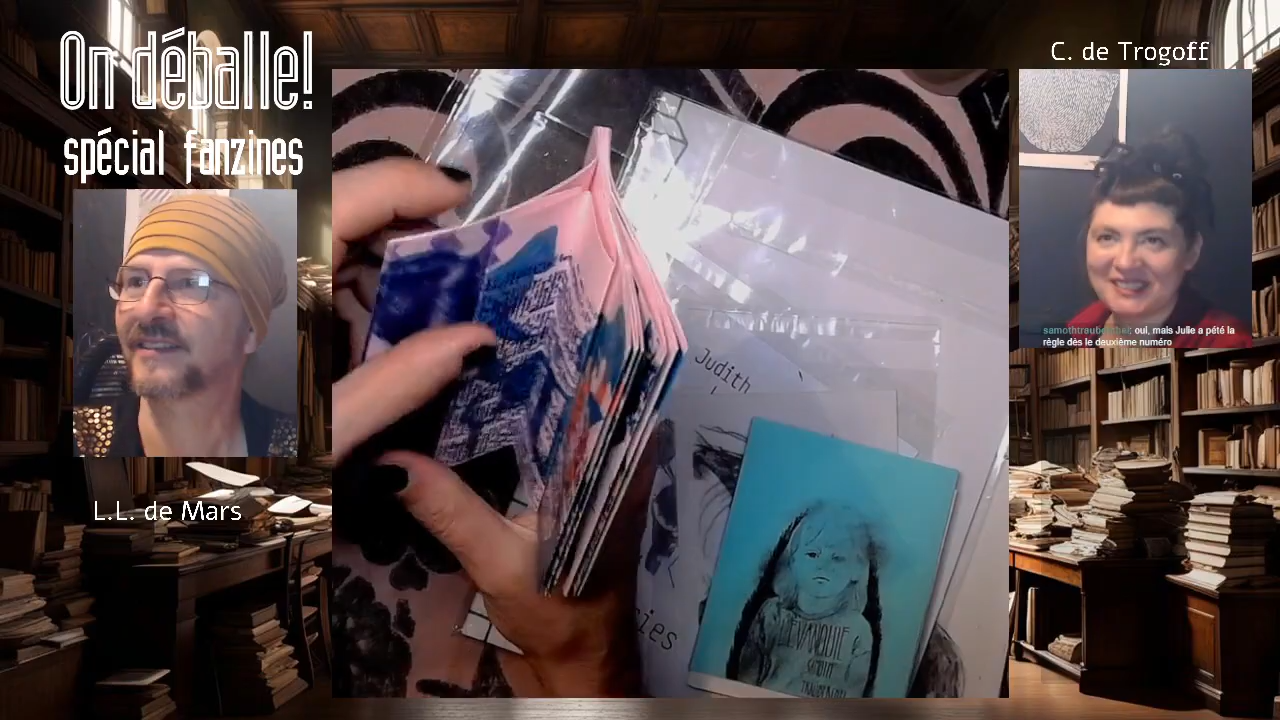 On déballe!
spécial fanzines
C. de Trogoff
L.L. de Mars
oui, mais Julie a pété la
règle dès le deuxième numéro
Judith